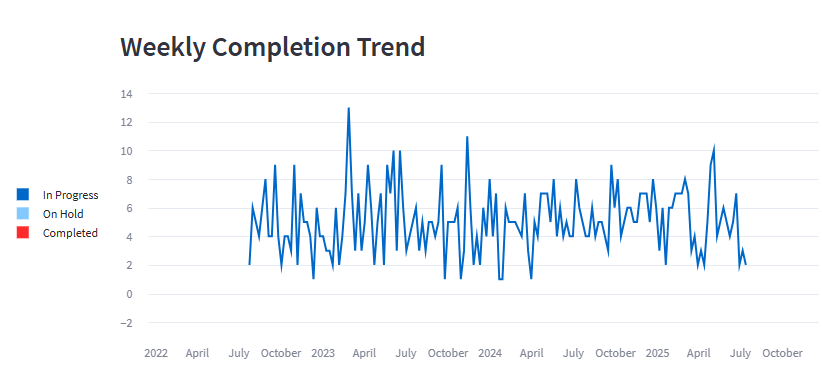 Weekly Completion Trend
14
12
10
8
6
4
2
0
−2
In Progress
On Hold
Completed
2022 April July October 2023 April July October 2024 April July October 2025 April July October